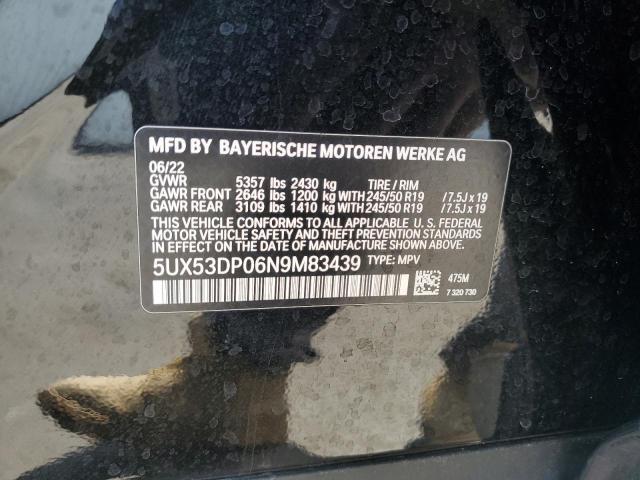 MFD BY BAYERISCHE MOTOREN WERKE AG
06/22
GVWR 5357 lbs 2430 kg TIRE / RIM
GAWR FRONT 2646 lbs 1200 kg WITH 245/50 R19 / 7.5J x 19
GAWR REAR 3109 lbs 1410 kg WITH 245/50 R19 / 7.5J x 19
THIS VEHICLE CONFORMS TO ALL APPLICABLE U. S. FEDERAL
MOTOR VEHICLE SAFETY AND THEFT PREVENTION STANDARDS
IN EFFECT ON THE DATE OF MANUFACTURE SHOWN ABOVE.
5UX53DP06N9M83439 TYPE: MPV
475M
7 320 730